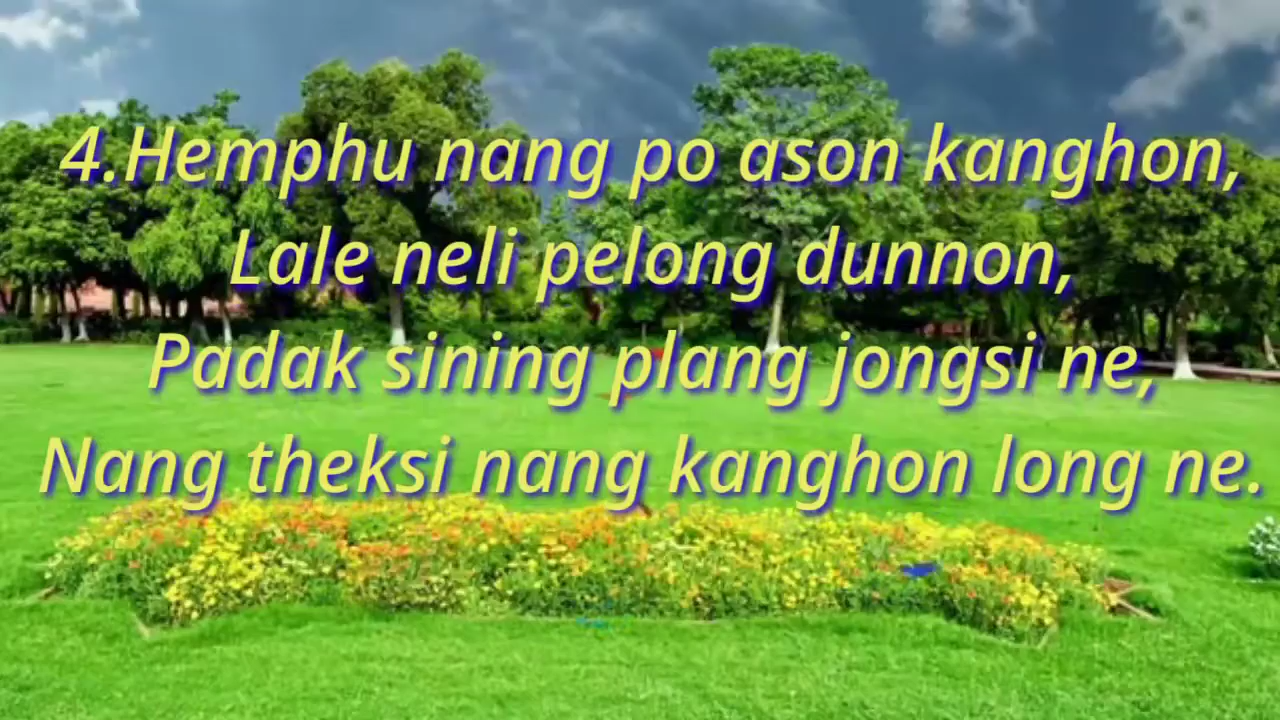 4.Hemphu nang po ason kanghon,
Lale neli pelong dunnon,
Padak sining plang jongsi ne,
Nang theksi nang kanghon long ne.